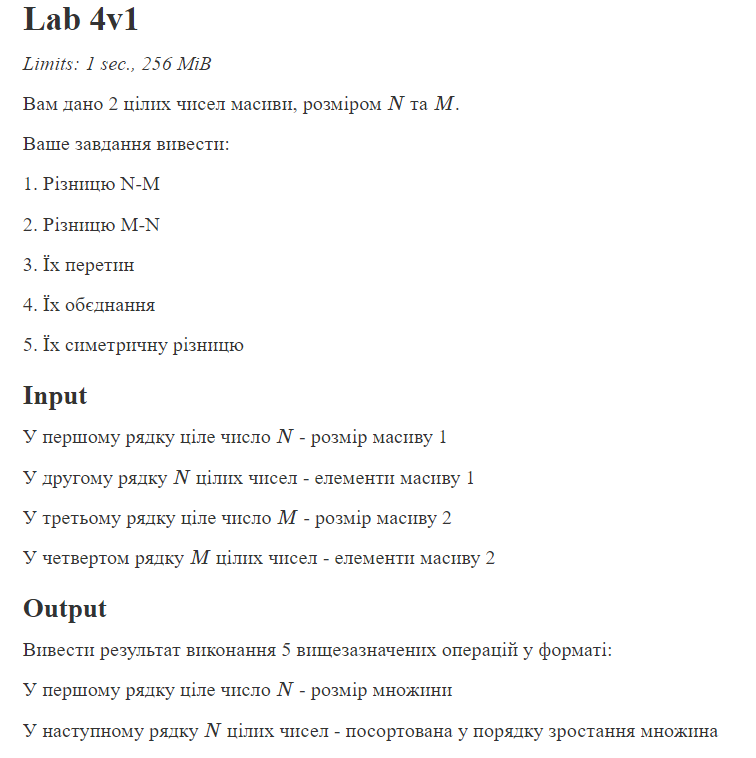 Lab 4v1
Limits: 1 sec., 256 MiB
Вам дано 2 цілих чисел масиви, розміром N та M.
Ваше завдання вивести:
1. Різницю N-M
2. Різницю M-N
3. Їх перетин
4. Їх обєднання
5. Їх симетричну різницю
Input
У першому рядку ціле число N - розмір масиву 1
У другому рядку N цілих чисел - елементи масиву 1
У третьому рядку ціле число M - розмір масиву 2
У четвертом рядку M цілих чисел - елементи масиву 2
Output
Вивести результат виконання 5 вищезазначених операцій у форматі:
У першому рядку ціле число N - розмір множини
У наступному рядку N цілих чисел - посортована у порядку зростання множина